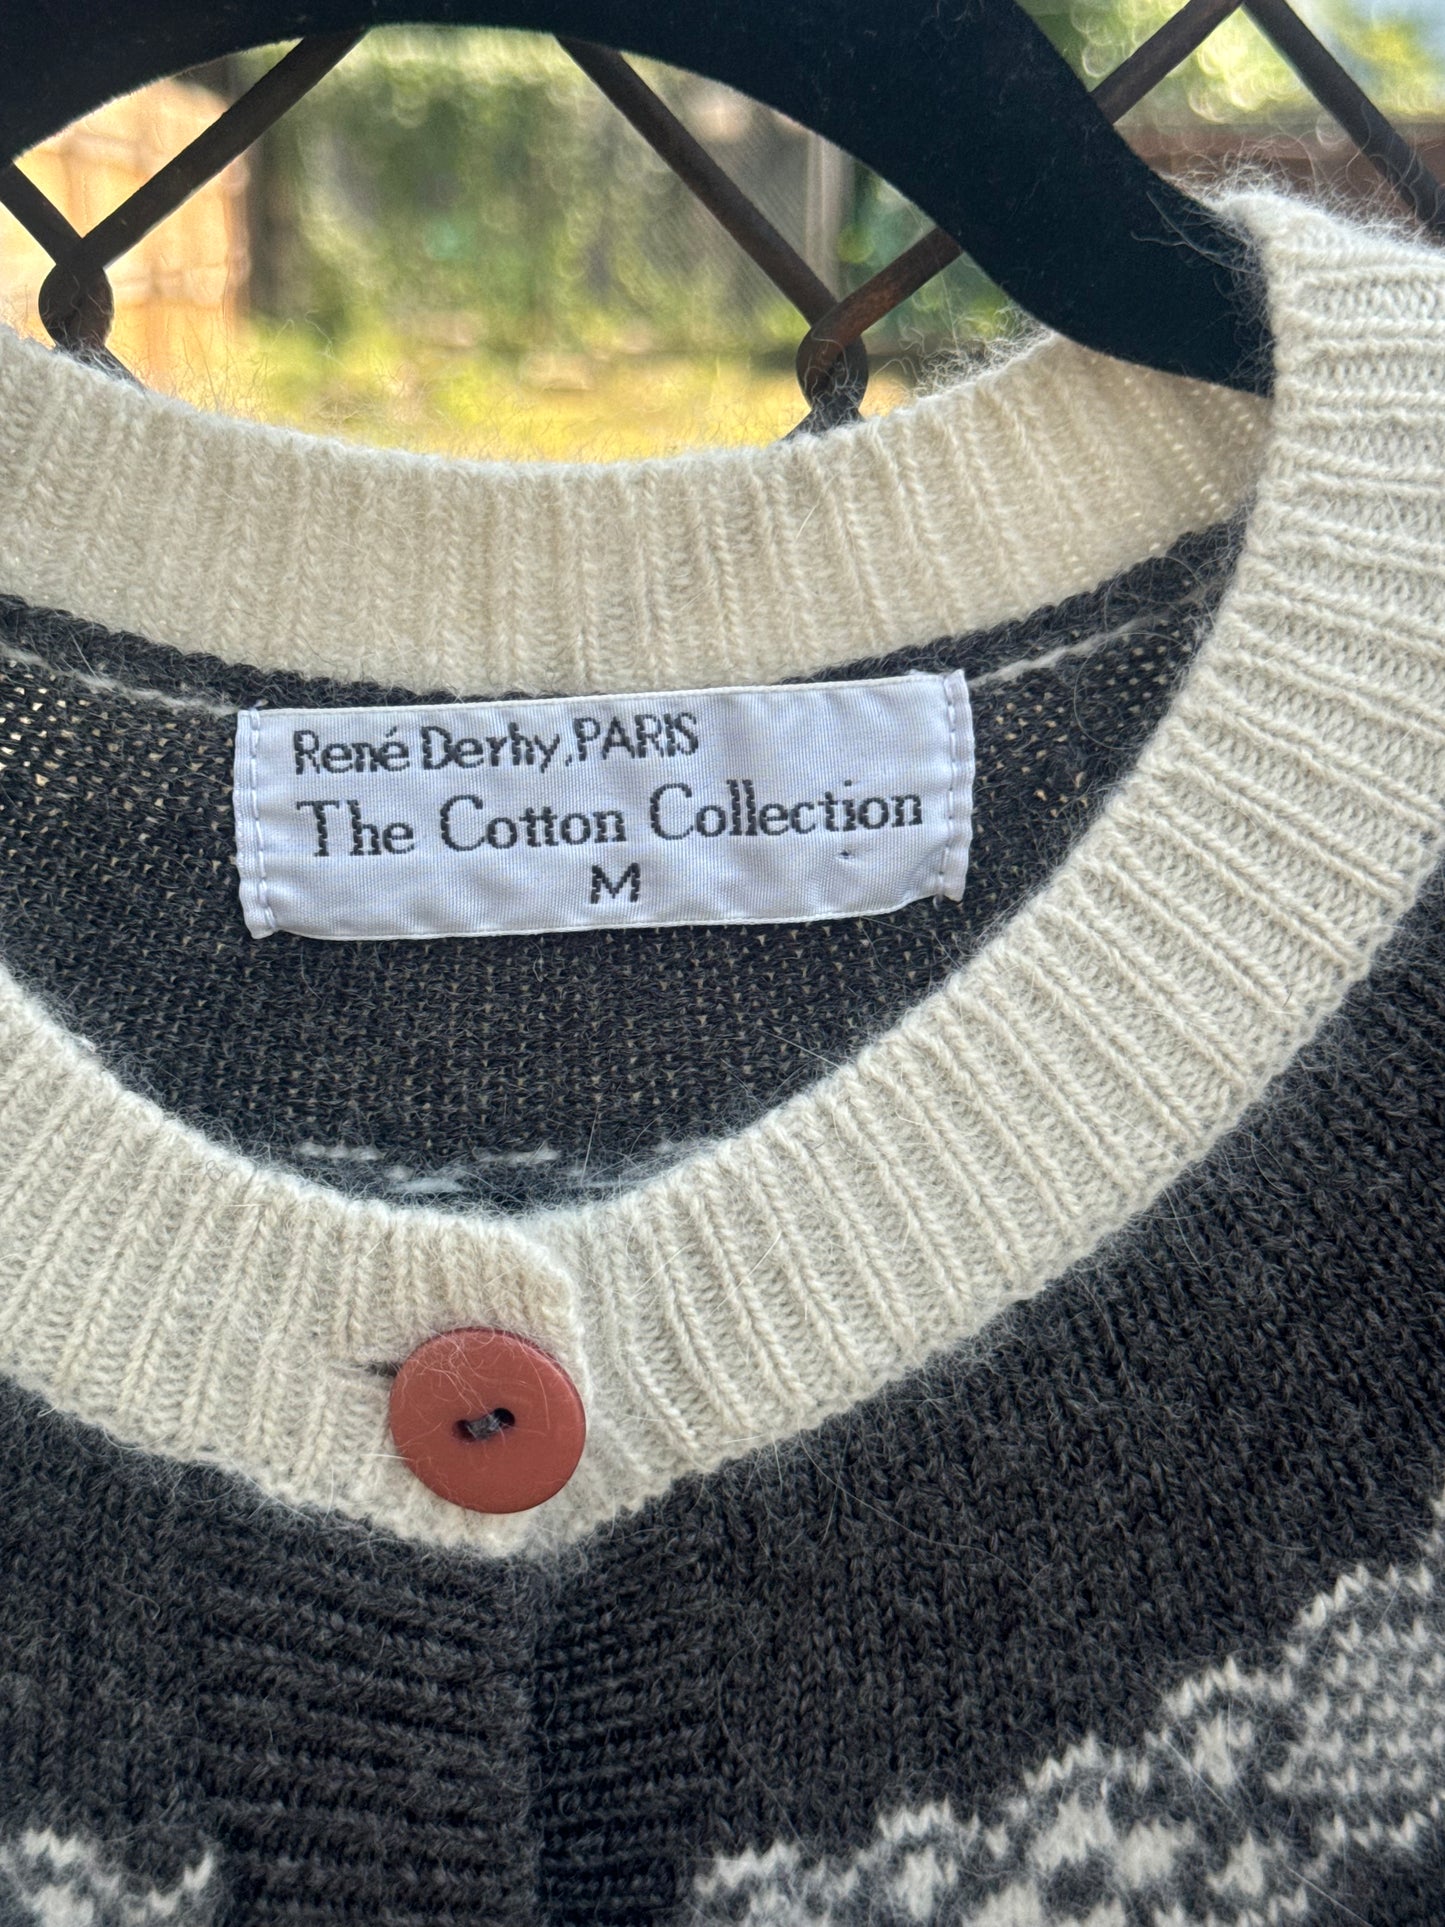 René Derhy, PARIS
The Cotton Collection
M